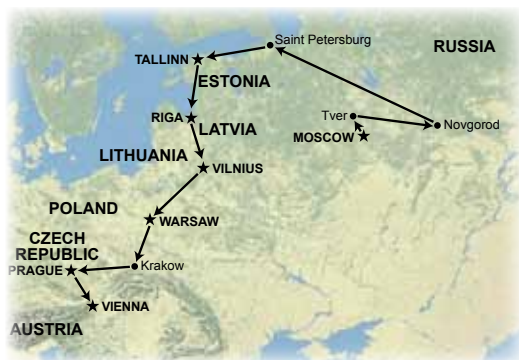 Saint Petersburg
RUSSIA
TALLINN
ESTONIA
Tver
RIGA
LATVIA
Novgorod
MOSCOW
LITHUANIA
VILNIUS
POLAND
WARSAW
CZECH
REPUBLIC
PRAGUE
Krakow
VIENNA
AUSTRIA